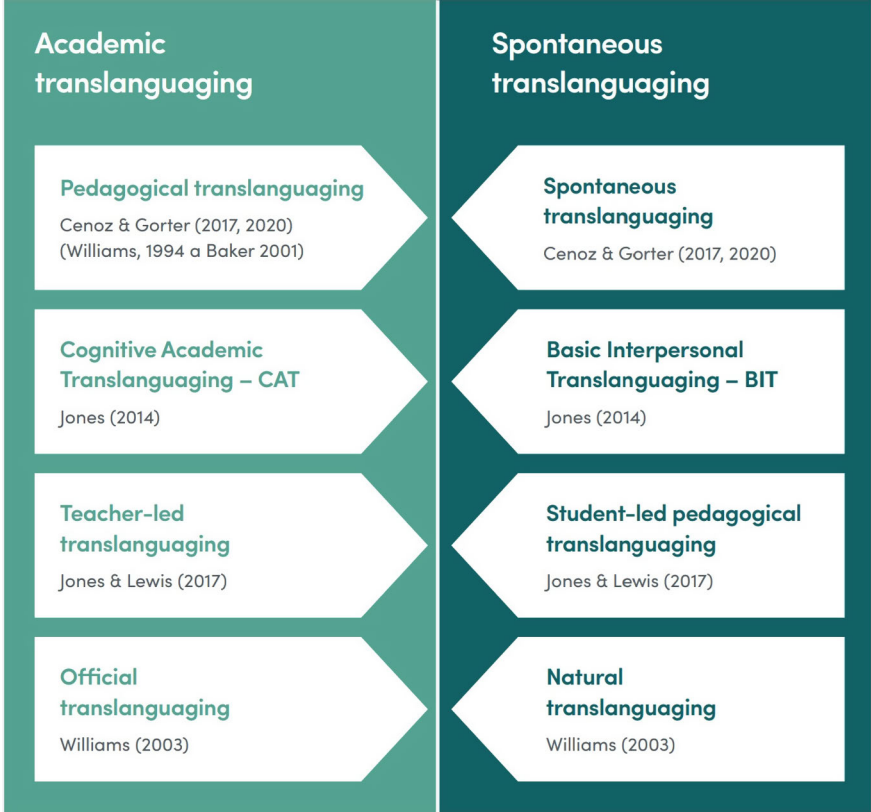 Academic
translanguaging
Pedagogical translanguaging
Cenoz & Gorter (2017, 2020)
(Williams, 1994 a Baker 2001)
Cognitive Academic
Translanguaging – CAT
Jones (2014)
Teacher-led
translanguaging
Jones & Lewis (2017)
Official
translanguaging
Williams (2003)
Spontaneous
translanguaging
Spontaneous
translanguaging
Cenoz & Gorter (2017, 2020)
Basic Interpersonal
Translanguaging – BIT
Jones (2014)
Student-led pedagogical
translanguaging
Jones & Lewis (2017)
Natural
translanguaging
Williams (2003)